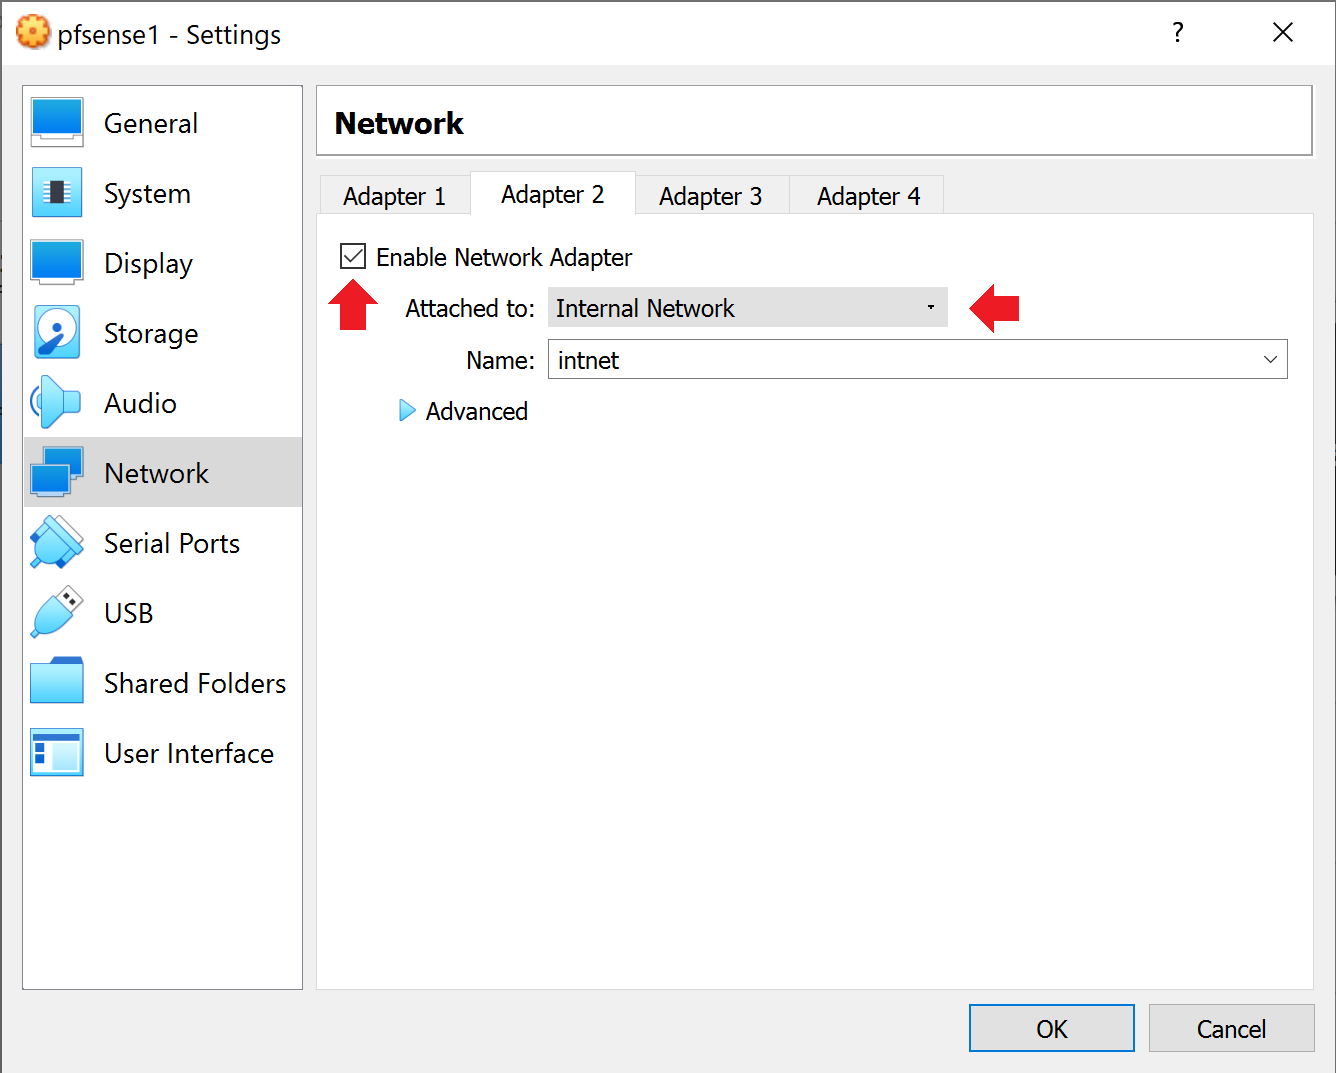 pfsense1 - Settings
?
General
System
Display
Storage
Audio
Network
Serial Ports
USB
Shared Folders
User Interface
Network
Adapter 1 Adapter 2 Adapter 3 Adapter 4
Enable Network Adapter
Attached to: Internal Network
Name: intnet
Advanced
OK Cancel